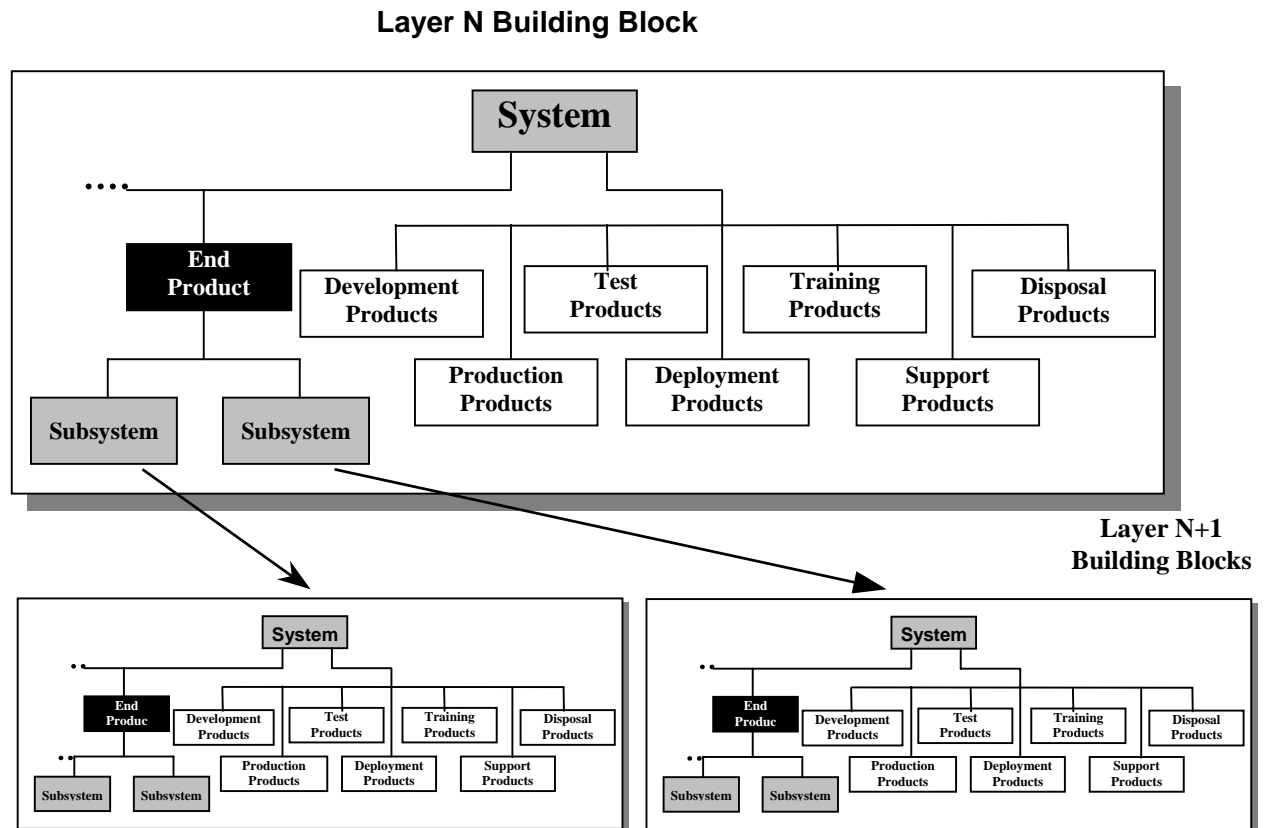 Layer N Building Block
System
....
End
Product
Development
Products
Test
Products
Training
Products
Disposal
Products
Production
Products
Deployment
Products
Support
Products
Subsystem
Subsystem
Layer N+1
Building Blocks
System
..
End
Produc
Development
Products
Test
Products
Training
Products
Disposal
Products
..
Production
Products
Deployment
Products
Support
Products
Subsystem
Subsystem
System
..
End
Produc
Development
Products
Test
Products
Training
Products
Disposal
Products
..
Production
Products
Deployment
Products
Support
Products
Subsystem
Subsystem